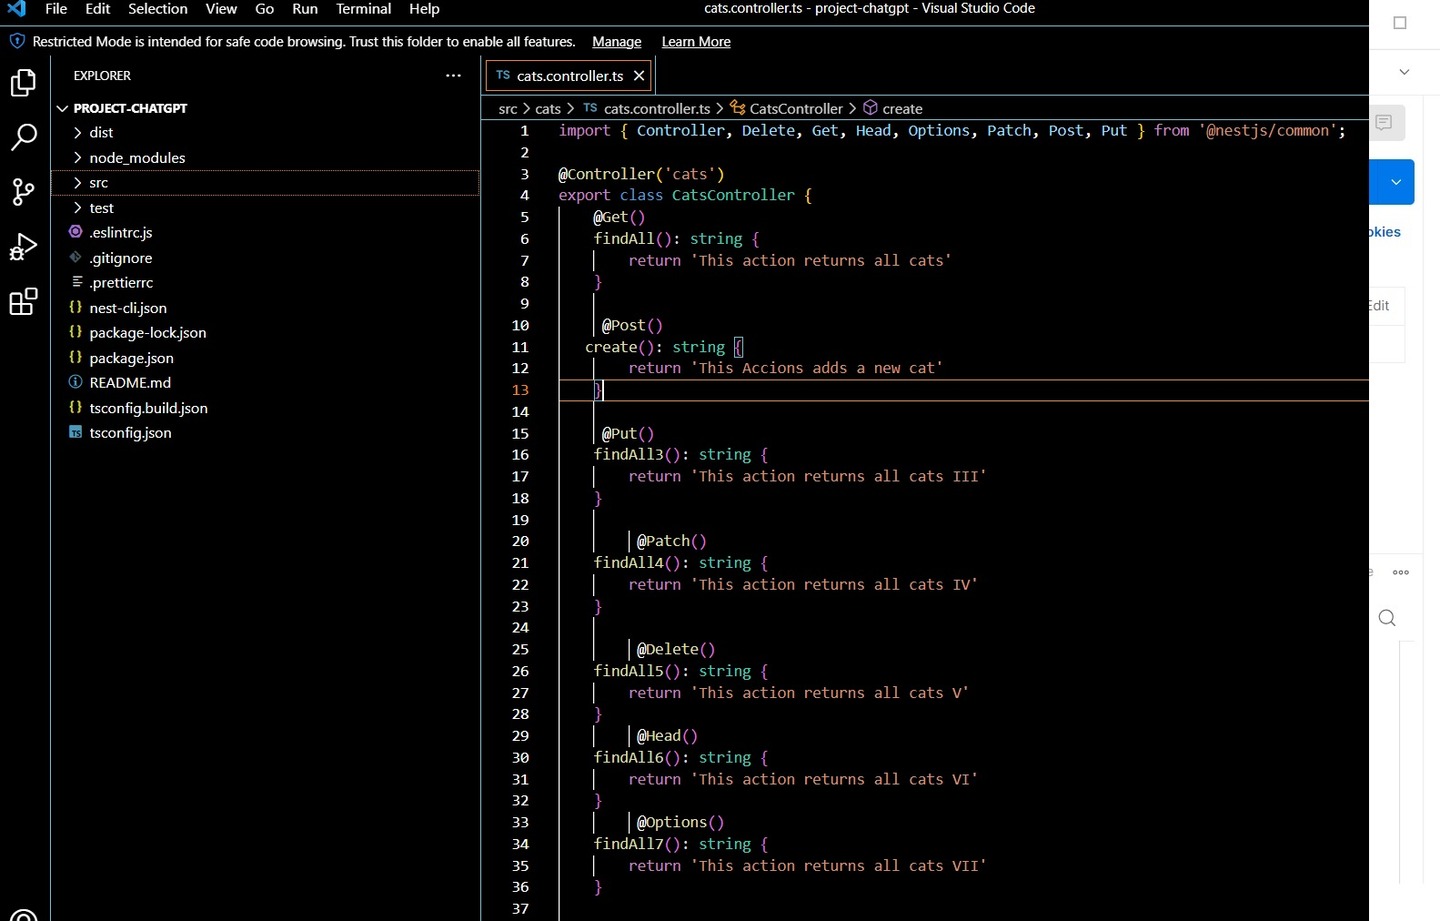 File Edit Selection View Go Run Terminal Help
cats.controller.ts - project-chatgpt - Visual Studio Code
Restricted Mode is intended for safe code browsing. Trust this folder to enable all features. Manage Learn More
EXPLORER
PROJECT-CHATGPT
dist
node_modules
src
test
.eslintrc.js
.gitignore
.prettierrc
nest-cli.json
package-lock.json
package.json
README.md
tsconfig.build.json
TS tsconfig.json
TS cats.controller.ts
src > cats > TS cats.controller.ts > CatsController > create
1 import { Controller, Delete, Get, Head, Options, Patch, Post, Put } from '@nestjs/common';
2
3 @Controller('cats')
4 export class CatsController {
5 @Get()
6 findAll(): string {
7 return 'This action returns all cats'
8 }
9
10 @Post()
11 create(): string {
12 return 'This Accions adds a new cat'
13 }
14
15 @Put()
16 findAll3(): string {
17 return 'This action returns all cats III'
18 }
19
20 @Patch()
21 findAll4(): string {
22 return 'This action returns all cats IV'
23 }
24
25 @Delete()
26 findAll5(): string {
27 return 'This action returns all cats V'
28 }
29 @Head()
30 findAll6(): string {
31 return 'This action returns all cats VI'
32 }
33 @Options()
34 findAll7(): string {
35 return 'This action returns all cats VII'
36 }
37
okies
Edit